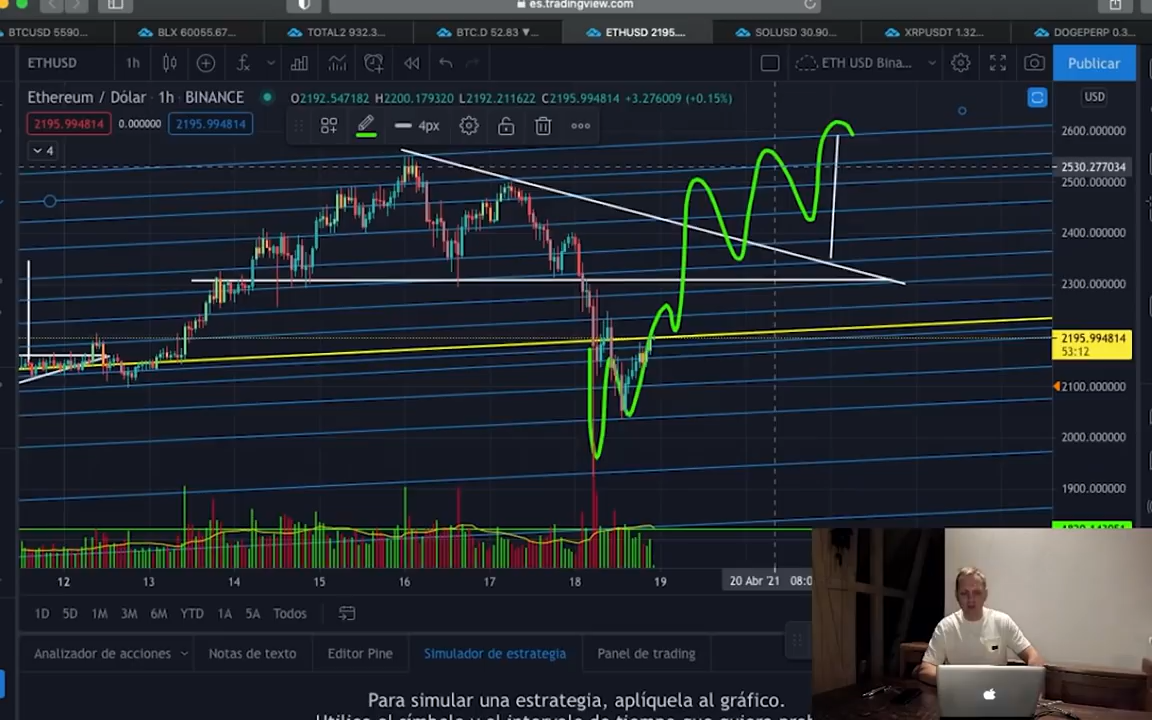 es.tradingview.com
BTCUSD 5590...
BLX 60055.67...
TOTAL2 932.3...
BTC.D 52.83 ▼...
ETHUSD 2195....
SOLUSD 30.90...
XRPUSDT 1.32...
DOGEPERP 0.3...
ETHUSD 1h ETH USD Bina... Publicar
Ethereum / Dólar · 1h · BINANCE O2192.547182 H2200.179320 L2192.211622 C2195.994814 +3.276009 (+0.15%) USD
2195.994814 0.000000 2195.994814 4px
4
2600.000000
2530.277034
2500.000000
2400.000000
2300.000000
2195.994814
53:12
2100.000000
2000.000000
1900.000000
12 13 14 15 16 17 18 19 20 Abr '21
1D 5D 1M 3M 6M YTD 1A 5A Todos
Analizador de acciones Notas de texto Editor Pine Simulador de estrategia Panel de trading
Para simular una estrategia, aplíquela al gráfico.